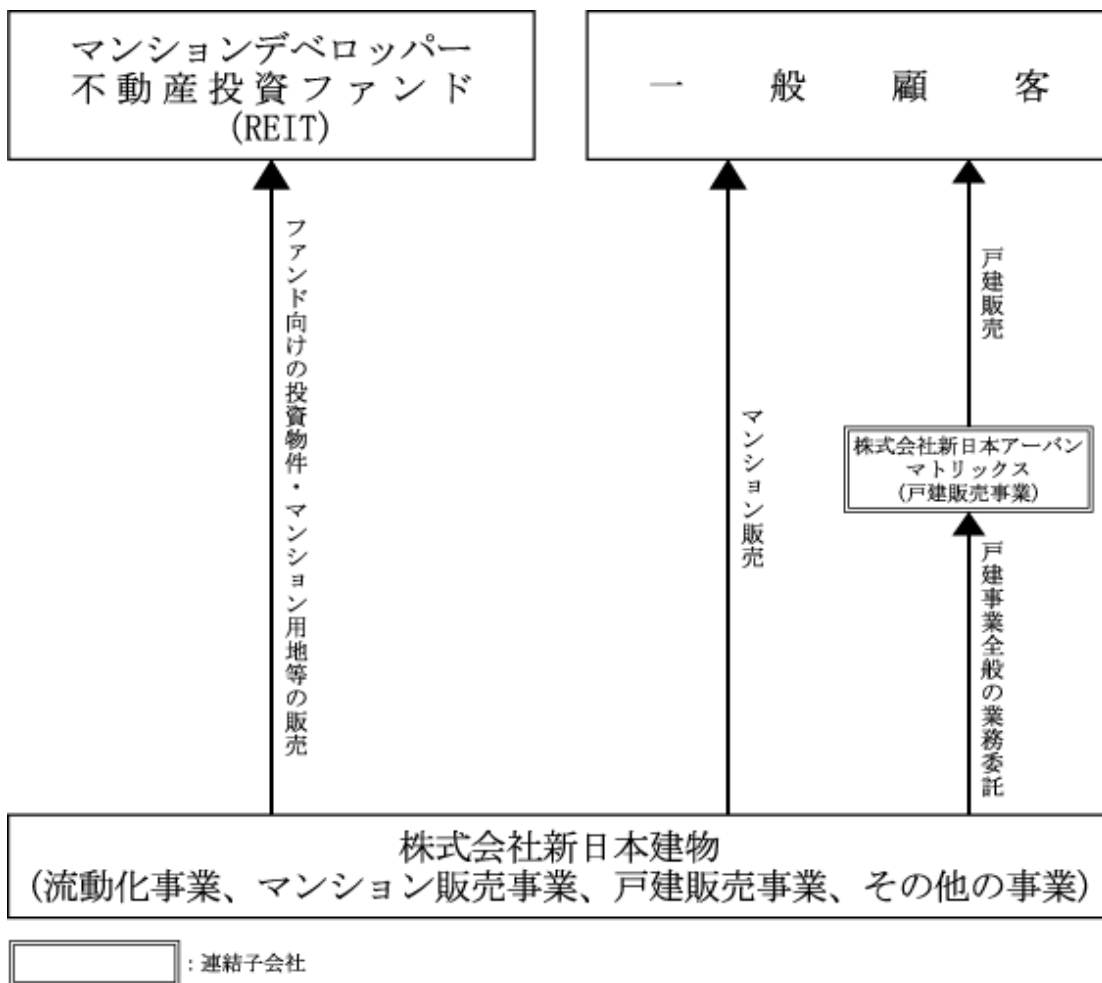 マンションデベロッパー
不動産投資ファンド
(REIT)
一般顧客
ファンド向けの投資物件・マンション用地等の販売
マンション販売
戸建販売
株式会社新日本アーバン
マトリックス
(戸建販売事業)
戸建事業全般の業務委託
株式会社新日本建物
(流動化事業、マンション販売事業、戸建販売事業、その他の事業)
：連結子会社